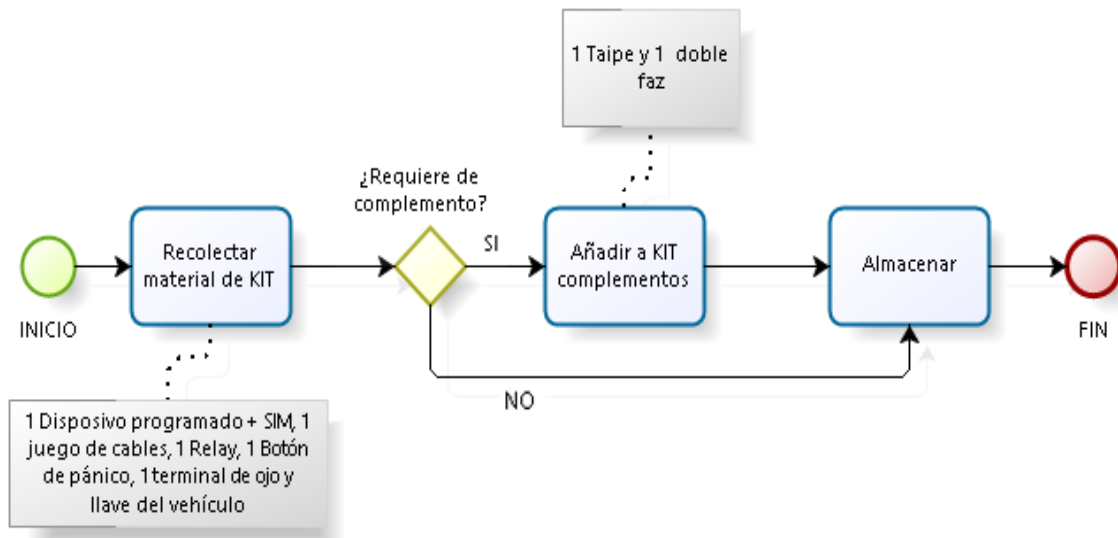 1 Taipe y 1 doble
faz
¿Requiere de
complemento?
SI
Recolectar
material de KIT
Añadir a KIT
complementos
Almacenar
INICIO
FIN
NO
1 Disposivo programado + SIM, 1
juego de cables, 1 Relay, 1 Botón
de pánico, 1 terminal de ojo y
llave del vehículo